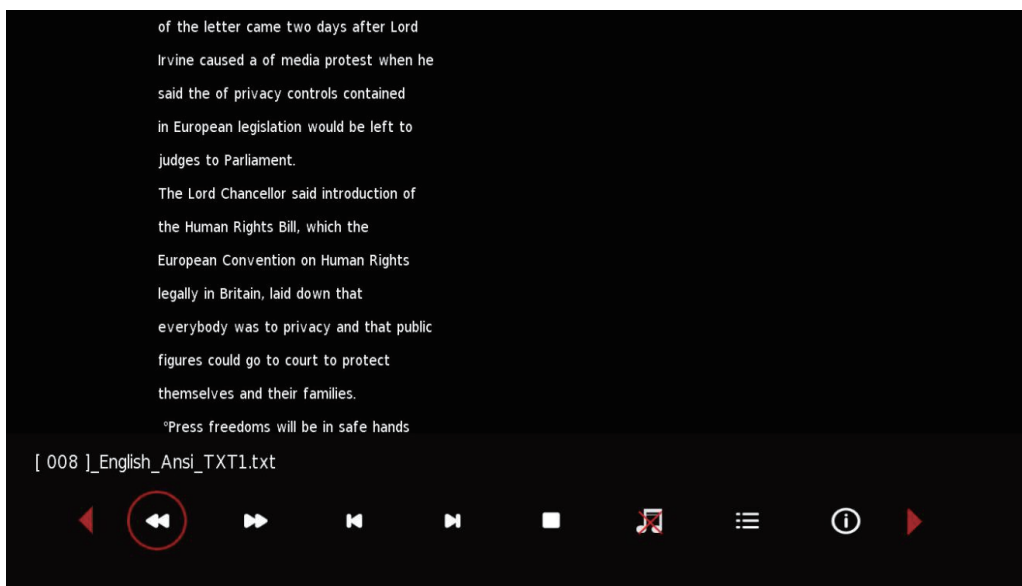 of the letter came two days after Lord
Irvine caused a of media protest when he
said the of privacy controls contained
in European legislation would be left to
judges to Parliament.
The Lord Chancellor said introduction of
the Human Rights Bill, which the
European Convention on Human Rights
legally in Britain, laid down that
everybody was to privacy and that public
figures could go to court to protect
themselves and their families.
°Press freedoms will be in safe hands
[ 008 ]_English_Ansi_TXT1.txt